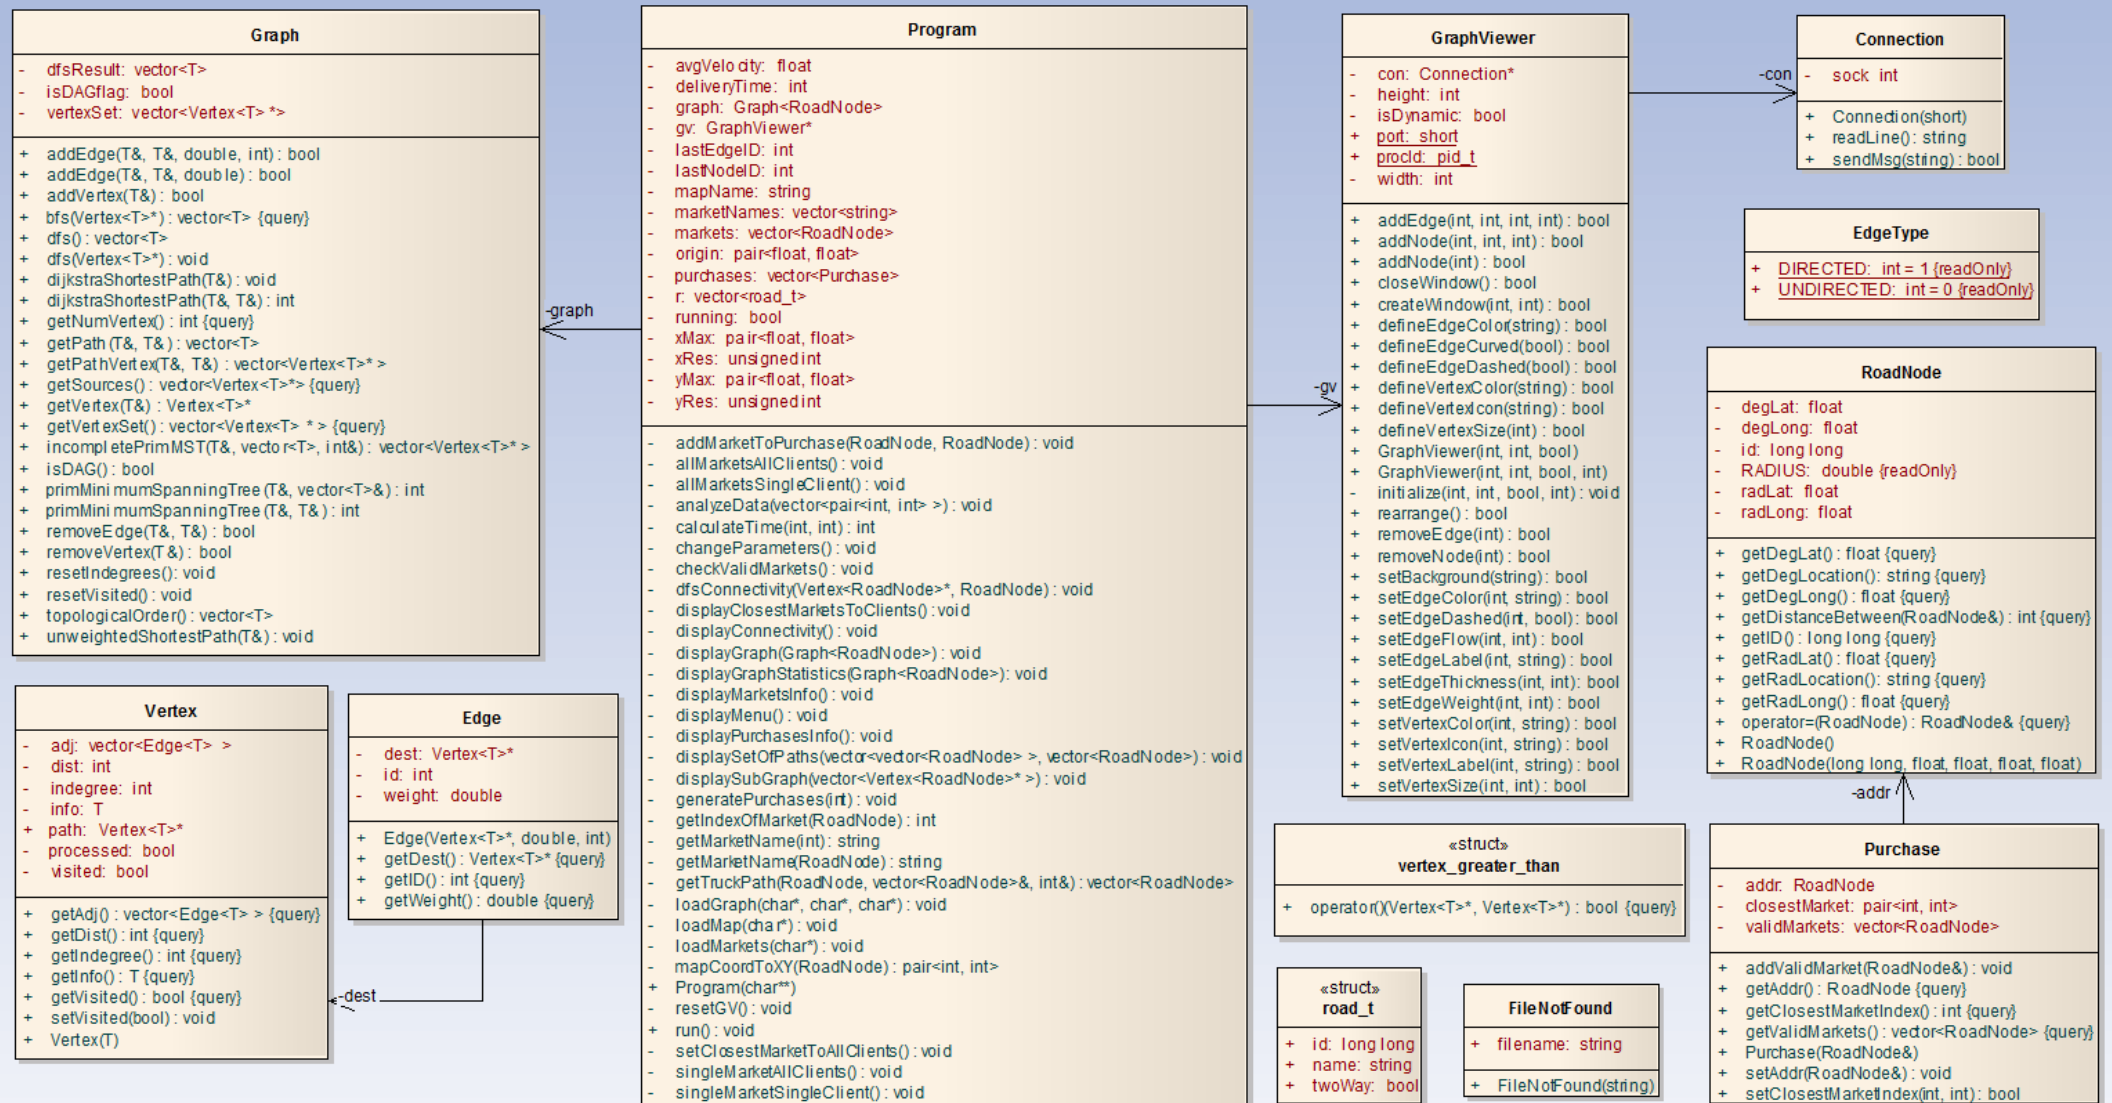 Graph
- dfsResult: vector<T>
- isDAGflag: bool
- vertexSet: vector<Vertex<T> *>
+ addEdge(T&, T&, double, int) : bool
+ addEdge(T&, T&, double) : bool
+ addVertex(T&) : bool
+ bfs(Vertex<T>*) : vector<T> {query}
+ dfs() : vector<T>
+ dfs(Vertex<T>*) : void
+ dijkstraShortestPath(T&) : void
+ dijkstraShortestPath(T&, T&) : int
+ getNumVertex() : int {query}
+ getPath(T&, T&) : vector<T>
+ getPathVertex(T&, T&) : vector<Vertex<T>* >
+ getSources() : vector<Vertex<T>*> {query}
+ getVertex(T&) : Vertex<T>*
+ getVertexSet() : vector<Vertex<T> * > {query}
+ incompletePrimMST(T&, vector<T>, int&) : vector<Vertex<T>* >
+ isDAG() : bool
+ primMinimumSpanningTree(T&, vector<T>&) : int
+ primMinimumSpanningTree(T&, T&) : int
+ removeEdge(T&, T&) : bool
+ removeVertex(T&) : bool
+ resetIndegrees() : void
+ resetVisited() : void
+ topologicalOrder() : vector<T>
+ unweightedShortestPath(T&) : void
Vertex
- adj: vector<Edge<T> >
- dist: int
- indegree: int
- info: T
+ path: Vertex<T>*
- processed: bool
- visited: bool
+ getAdj() : vector<Edge<T> > {query}
+ getDist() : int {query}
+ getIndegree() : int {query}
+ getInfo() : T {query}
+ getVisited() : bool {query}
+ setVisited(bool) : void
+ Vertex(T)
Edge
- dest: Vertex<T>*
- id: int
- weight: double
+ Edge(Vertex<T>*, double, int)
+ getDest() : Vertex<T>* {query}
+ getID() : int {query}
+ getWeight() : double {query}
-dest
-graph
Program
- avgVelocity: float
- deliveryTime: int
- graph: Graph<RoadNode>
- gv: GraphViewer*
- lastEdgeID: int
- lastNodeID: int
- mapName: string
- marketNames: vector<string>
- markets: vector<RoadNode>
- origin: pair<float, float>
- purchases: vector<Purchase>
- r: vector<road_t>
- running: bool
- xMax: pair<float, float>
- xRes: unsigned int
- yMax: pair<float, float>
- yRes: unsigned int
- addMarketToPurchase(RoadNode, RoadNode) : void
- allMarketsAllClients() : void
- allMarketsSingleClient() : void
- analyzeData(vector<pair<int, int> >) : void
- calculateTime(int, int) : int
- changeParameters() : void
- checkValidMarkets() : void
- dfsConnectivity(Vertex<RoadNode>*, RoadNode) : void
- displayClosestMarketsToClients() : void
- displayConnectivity() : void
- displayGraph(Graph<RoadNode>) : void
- displayGraphStatistics(Graph<RoadNode>) : void
- displayMarketsInfo() : void
- displayMenu() : void
- displayPurchasesInfo() : void
- displaySetOfPaths(vector<vector<RoadNode> >, vector<RoadNode>) : void
- displaySubGraph(vector<Vertex<RoadNode>* >) : void
- generatePurchases(int) : void
- getIndexOfMarket(RoadNode) : int
- getMarketName(int) : string
- getMarketName(RoadNode) : string
- getTruckPath(RoadNode, vector<RoadNode>&, int&) : vector<RoadNode>
- loadGraph(char*, char*, char*) : void
- loadMap(char*) : void
- loadMarkets(char*) : void
- mapCoordToXY(RoadNode) : pair<int, int>
+ Program(char**)
- resetGV() : void
+ run() : void
- setClosestMarketToAllClients() : void
- singleMarketAllClients() : void
- singleMarketSingleClient() : void
-gv
GraphViewer
- con: Connection*
- height: int
- isDynamic: bool
+ port: short
+ procId: pid_t
- width: int
+ addEdge(int, int, int, int) : bool
+ addNode(int, int, int) : bool
+ addNode(int) : bool
+ closeWindow() : bool
+ createWindow(int, int) : bool
+ defineEdgeColor(string) : bool
+ defineEdgeCurved(bool) : bool
+ defineEdgeDashed(bool) : bool
+ defineVertexColor(string) : bool
+ defineVertexIcon(string) : bool
+ defineVertexSize(int) : bool
+ GraphViewer(int, int, bool)
+ GraphViewer(int, int, bool, int)
- initialize(int, int, bool, int) : void
+ rearrange() : bool
+ removeEdge(int) : bool
+ removeNode(int) : bool
+ setBackground(string) : bool
+ setEdgeColor(int, string) : bool
+ setEdgeDashed(int, bool) : bool
+ setEdgeFlow(int, int) : bool
+ setEdgeLabel(int, string) : bool
+ setEdgeThickness(int, int) : bool
+ setEdgeWeight(int, int) : bool
+ setVertexColor(int, string) : bool
+ setVertexIcon(int, string) : bool
+ setVertexLabel(int, string) : bool
+ setVertexSize(int, int) : bool
«struct»
vertex_greater_than
+ operator()(Vertex<T>*, Vertex<T>*) : bool {query}
«struct»
road_t
+ id: long long
+ name: string
+ twoWay: bool
FileNotFound
+ filename: string
+ FileNotFound(string)
-con
Connection
- sock int
+ Connection(short)
+ readLine() : string
+ sendMsg(string) : bool
EdgeType
+ DIRECTED: int = 1 {readOnly}
+ UNDIRECTED: int = 0 {readOnly}
RoadNode
- degLat: float
- degLong: float
- id: long long
- RADIUS: double {readOnly}
- radLat: float
- radLong: float
+ getDegLat() : float {query}
+ getDegLocation() : string {query}
+ getDegLong() : float {query}
+ getDistanceBetween(RoadNode&) : int {query}
+ getID() : long long {query}
+ getRadLat() : float {query}
+ getRadLocation() : string {query}
+ getRadLong() : float {query}
+ operator=(RoadNode) : RoadNode& {query}
+ RoadNode()
+ RoadNode(long long, float, float, float, float)
-addr
Purchase
- addr: RoadNode
- closestMarket: pair<int, int>
- validMarkets: vector<RoadNode>
+ addValidMarket(RoadNode&) : void
+ getAddr() : RoadNode {query}
+ getClosestMarketIndex() : int {query}
+ getValidMarkets() : vector<RoadNode> {query}
+ Purchase(RoadNode&)
+ setAddr(RoadNode&) : void
+ setClosestMarketIndex(int, int) : bool